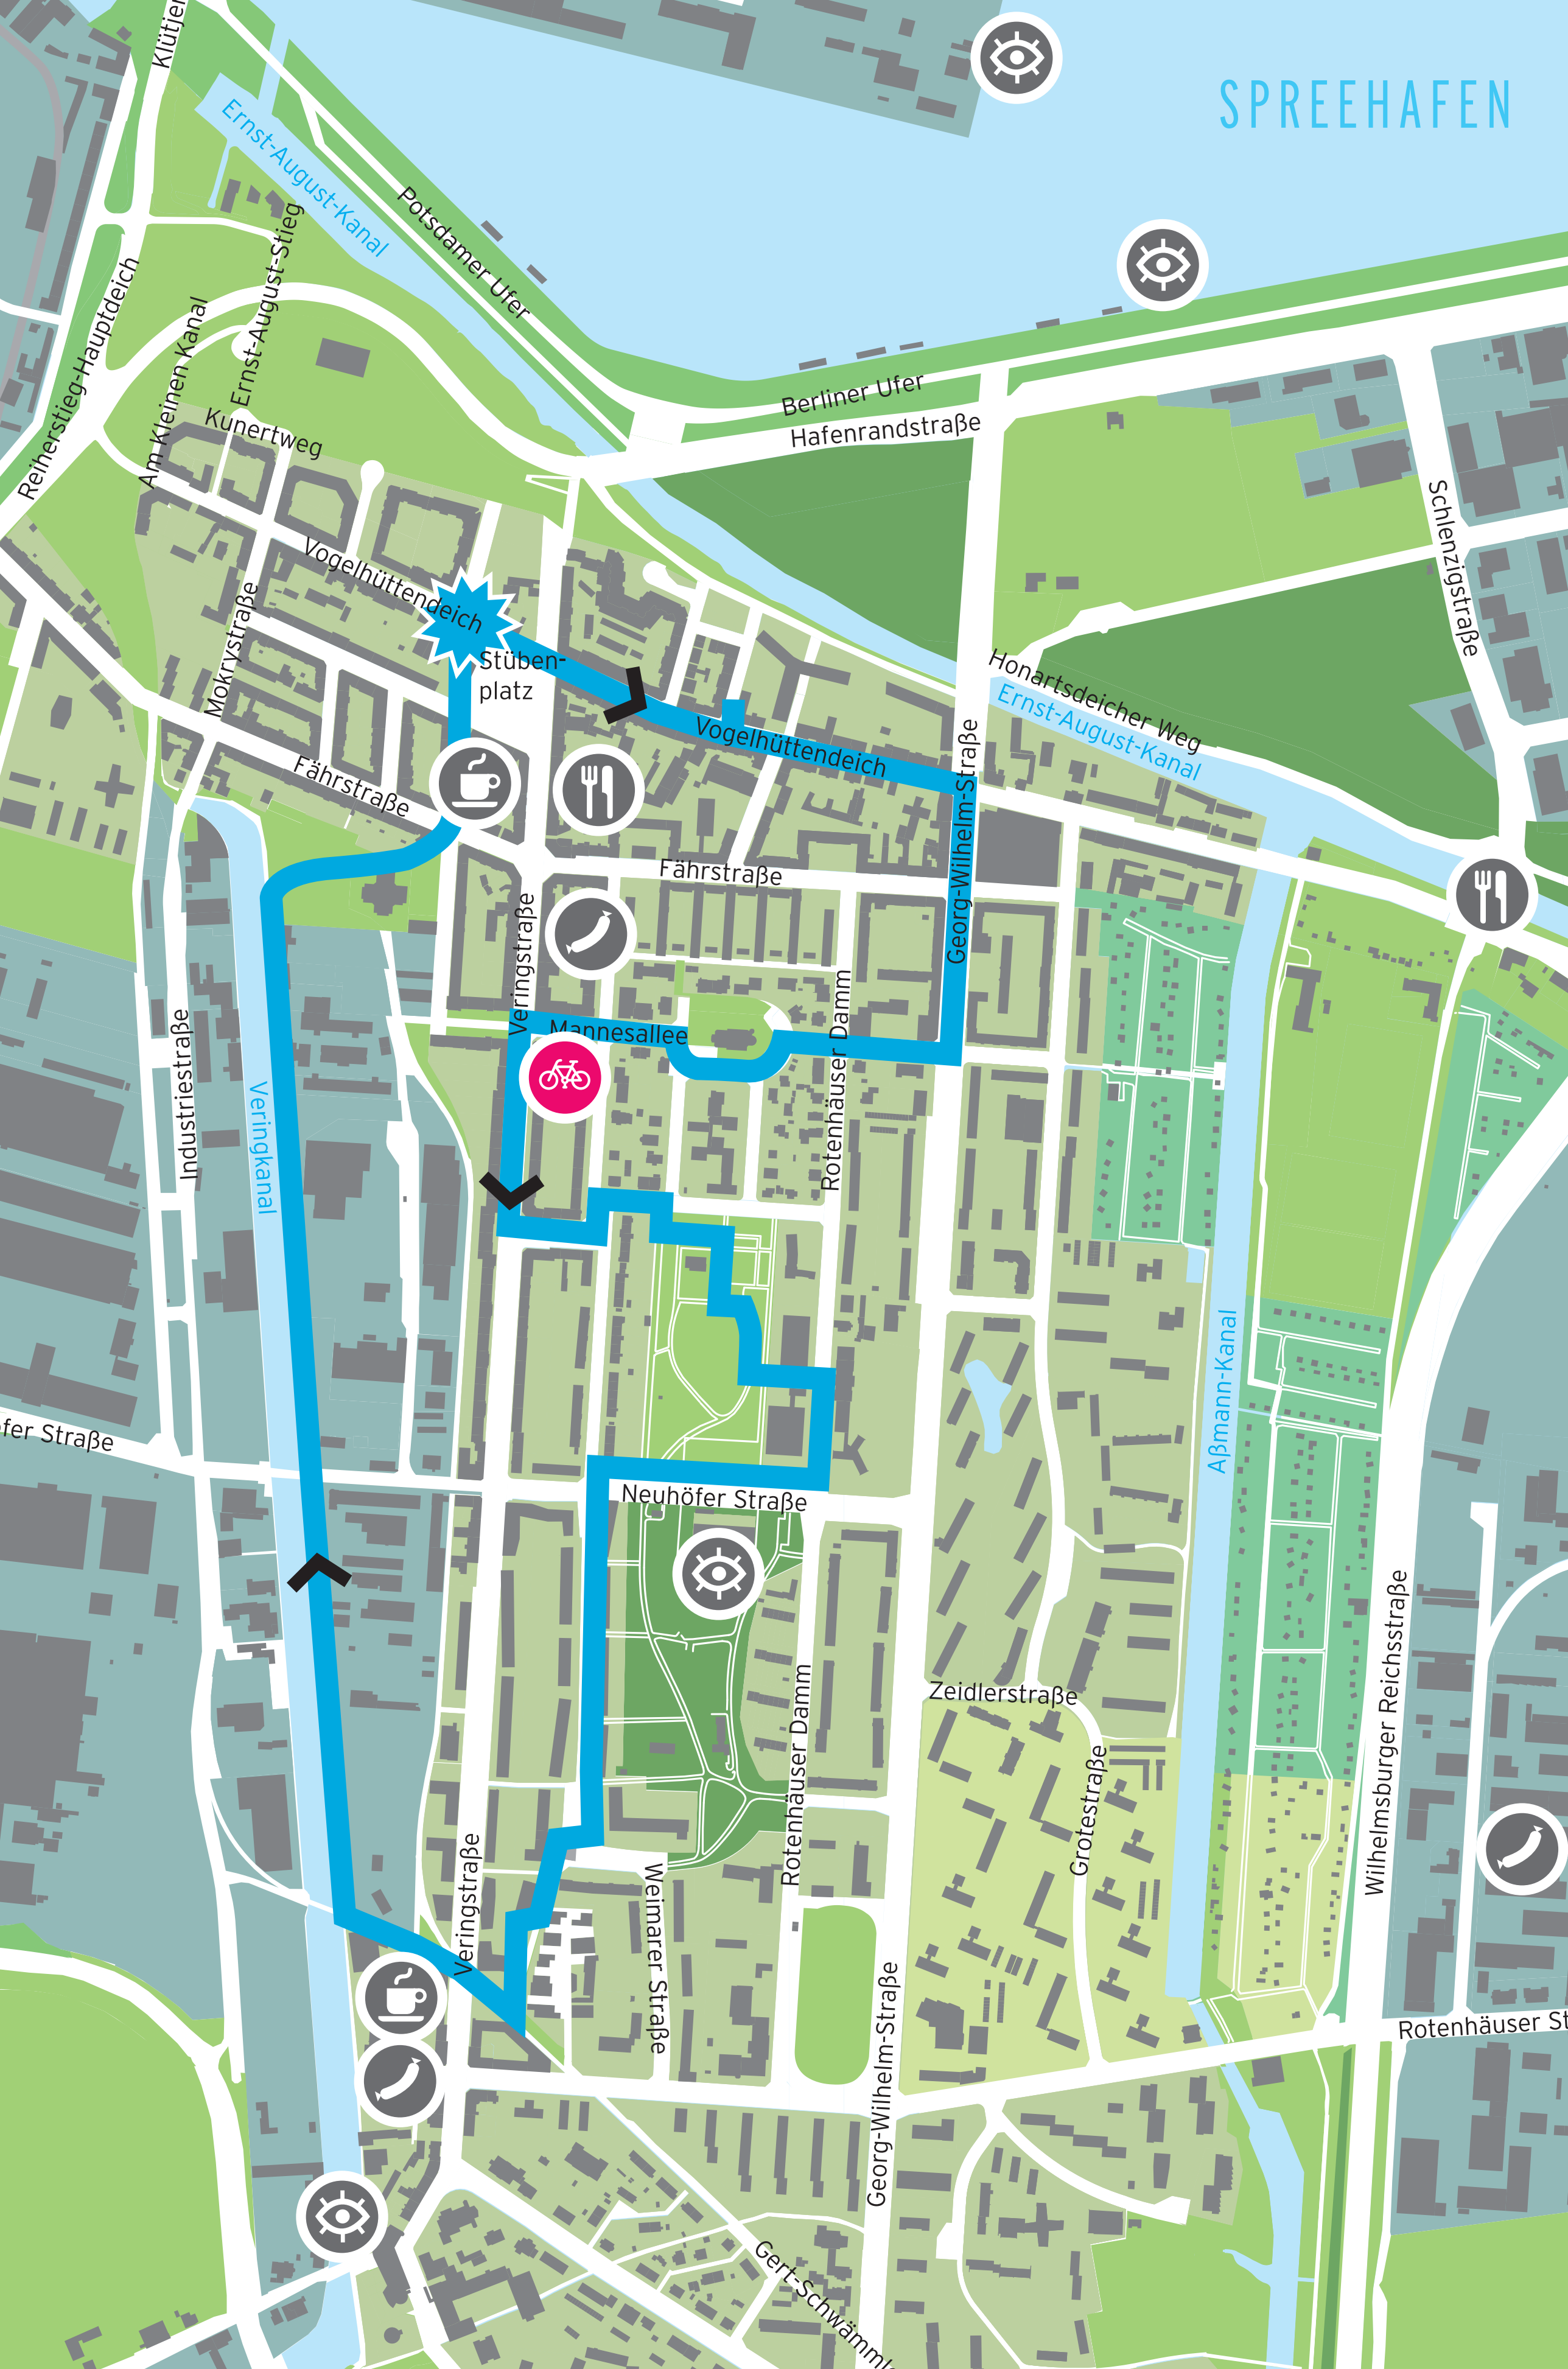 Klütjen
SPREEHAFEN
Ernst-August-Kanal
Potsdamer Ufer
Ernst-August-Stieg
Reiherstieg-Hauptdeich
Am Kleinen Kanal
Kunertweg
Berliner Ufer
Hafenrandstraße
Schlenzigstraße
Vogelhüttendeich
Mokrystraße
Stüben-
platz
Honartsdeicher Weg
Ernst-August-Kanal
Vogelhüttendeich
Georg-Wilhelm-Straße
Fährstraße
Fährstraße
Veringstraße
Mannesallee
Rotenhäuser Damm
Industriestraße
Veringkanal
Aßmann-Kanal
fer Straße
Neuhöfer Straße
Wilhelmsburger Reichsstraße
Zeidlerstraße
Rotenhäuser Damm
Grotestraße
Veringstraße
Weimarer Straße
Georg-Wilhelm-Straße
Rotenhäuser St
Gert-Schwämml